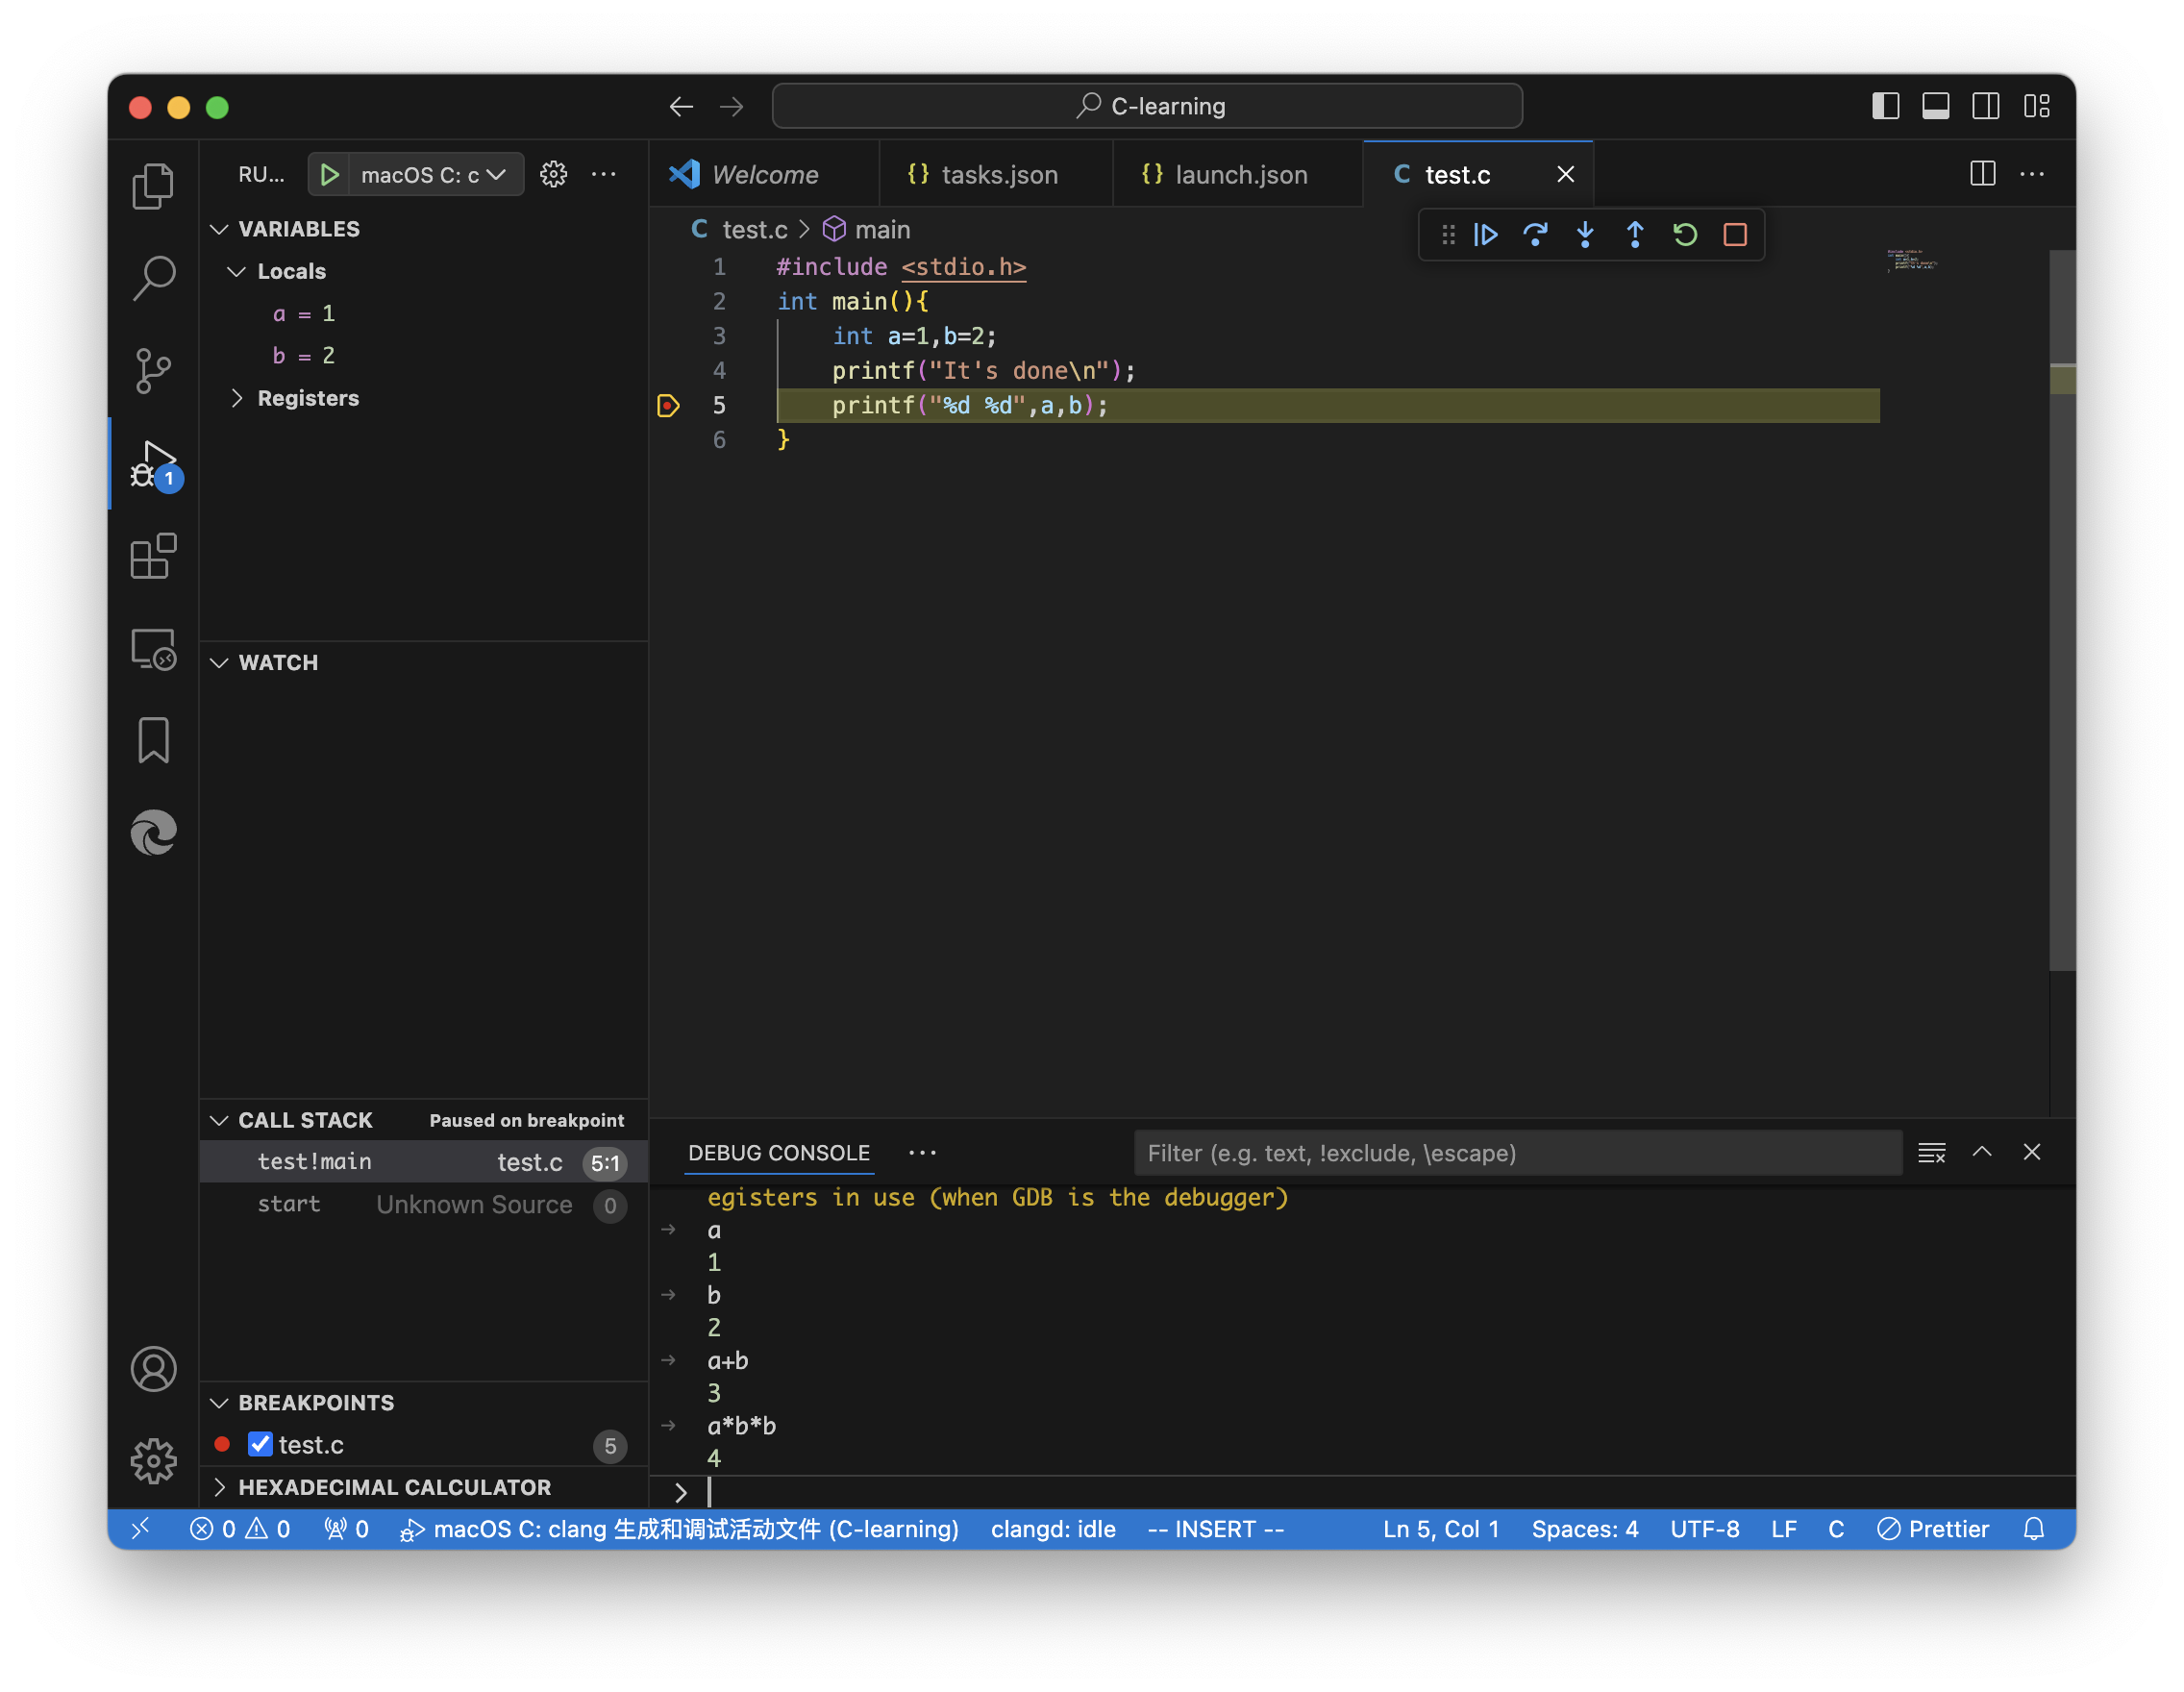 C-learning
RU...
macOS C: c
Welcome
{} tasks.json
{} launch.json
C test.c
VARIABLES
Locals
a = 1
b = 2
Registers
WATCH
CALL STACK Paused on breakpoint
test!main test.c 5:1
start Unknown Source 0
BREAKPOINTS
test.c 5
HEXADECIMAL CALCULATOR
1
C test.c > main
1 #include <stdio.h>
2 int main(){
3 int a=1,b=2;
4 printf("It's done\n");
5 printf("%d %d",a,b);
6 }
DEBUG CONSOLE
Filter (e.g. text, !exclude, \escape)
egisters in use (when GDB is the debugger)
a
1
b
2
a+b
3
a*b*b
4
0 0 0 macOS C: clang 生成和调试活动文件 (C-learning) clangd: idle -- INSERT -- Ln 5, Col 1 Spaces: 4 UTF-8 LF C Prettier